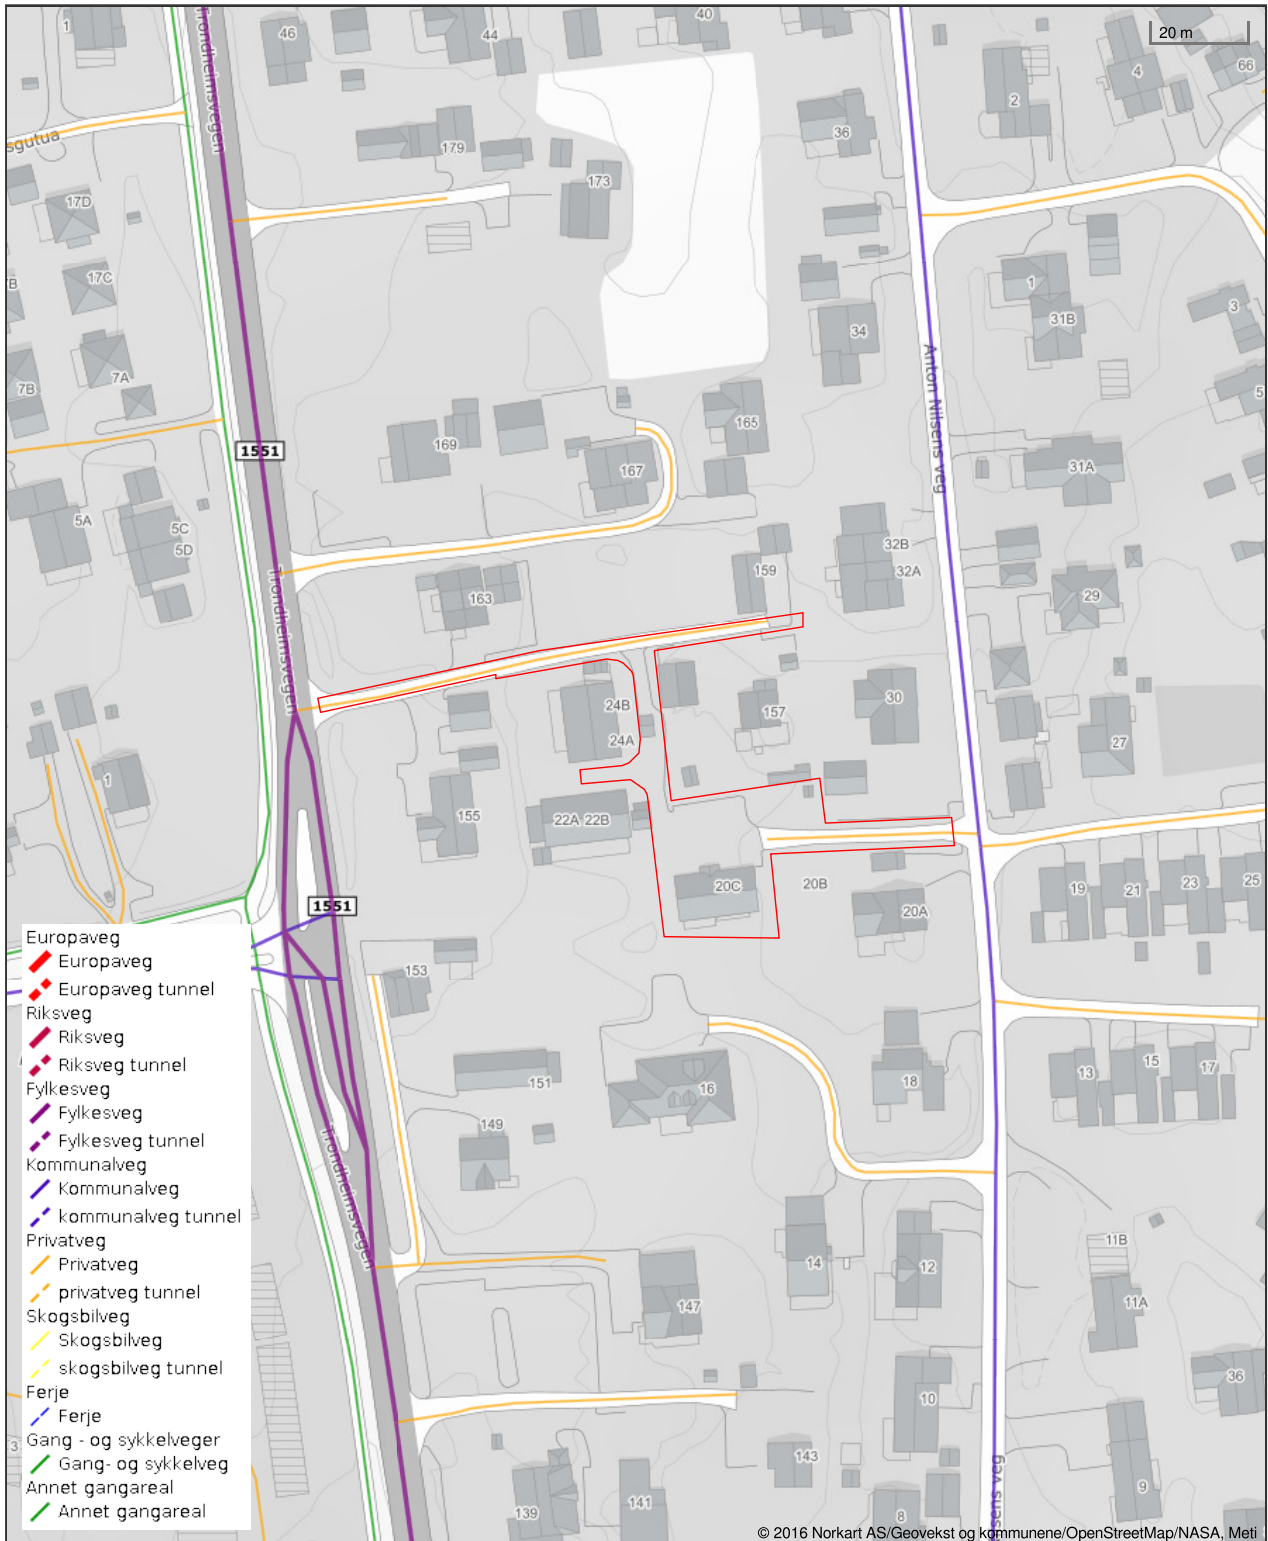 1
46
44
40
20 m
66
4
2
36
sgutua
Trondheimsvegen
179
173
17D
17C
1
3
31B
34
7B
7A
165
169
1551
167
Anton Nilsens veg
31A
5A
5C
5D
32B
32A
159
163
29
Trondheimsvegen
24B
24A
157
30
27
1
155
22A 22B
20C
20B
20A
19
21
23
25
1551
153
151
16
18
13
15
17
149
Trondheimsvegen
14
12
11B
11A
147
10
36
143
139
141
8
9
sens veg
Europaveg
Europaveg
Europaveg tunnel
Riksveg
Riksveg
Riksveg tunnel
Fylkesveg
Fylkesveg
Fylkesveg tunnel
Kommunalveg
Kommunalveg
kommunalveg tunnel
Privatveg
Privatveg
privatveg tunnel
Skogsbilveg
Skogsbilveg
skogsbilveg tunnel
Ferje
Ferje
Gang - og sykkelveger
Gang- og sykkelveg
Annet gangareal
Annet gangareal
© 2016 Norkart AS/Geovekst og kommunene/OpenStreetMap/NASA, Meti